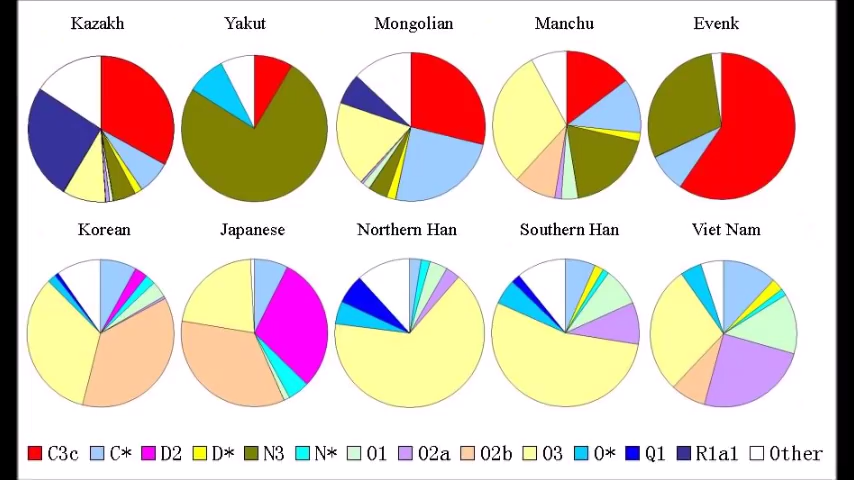 Kazakh Yakut Mongolian Manchu Evenk
Korean Japanese Northern Han Southern Han Viet Nam
C3c C* D2 D* N3 N* O1 O2a O2b O3 O* Q1 R1a1 Other